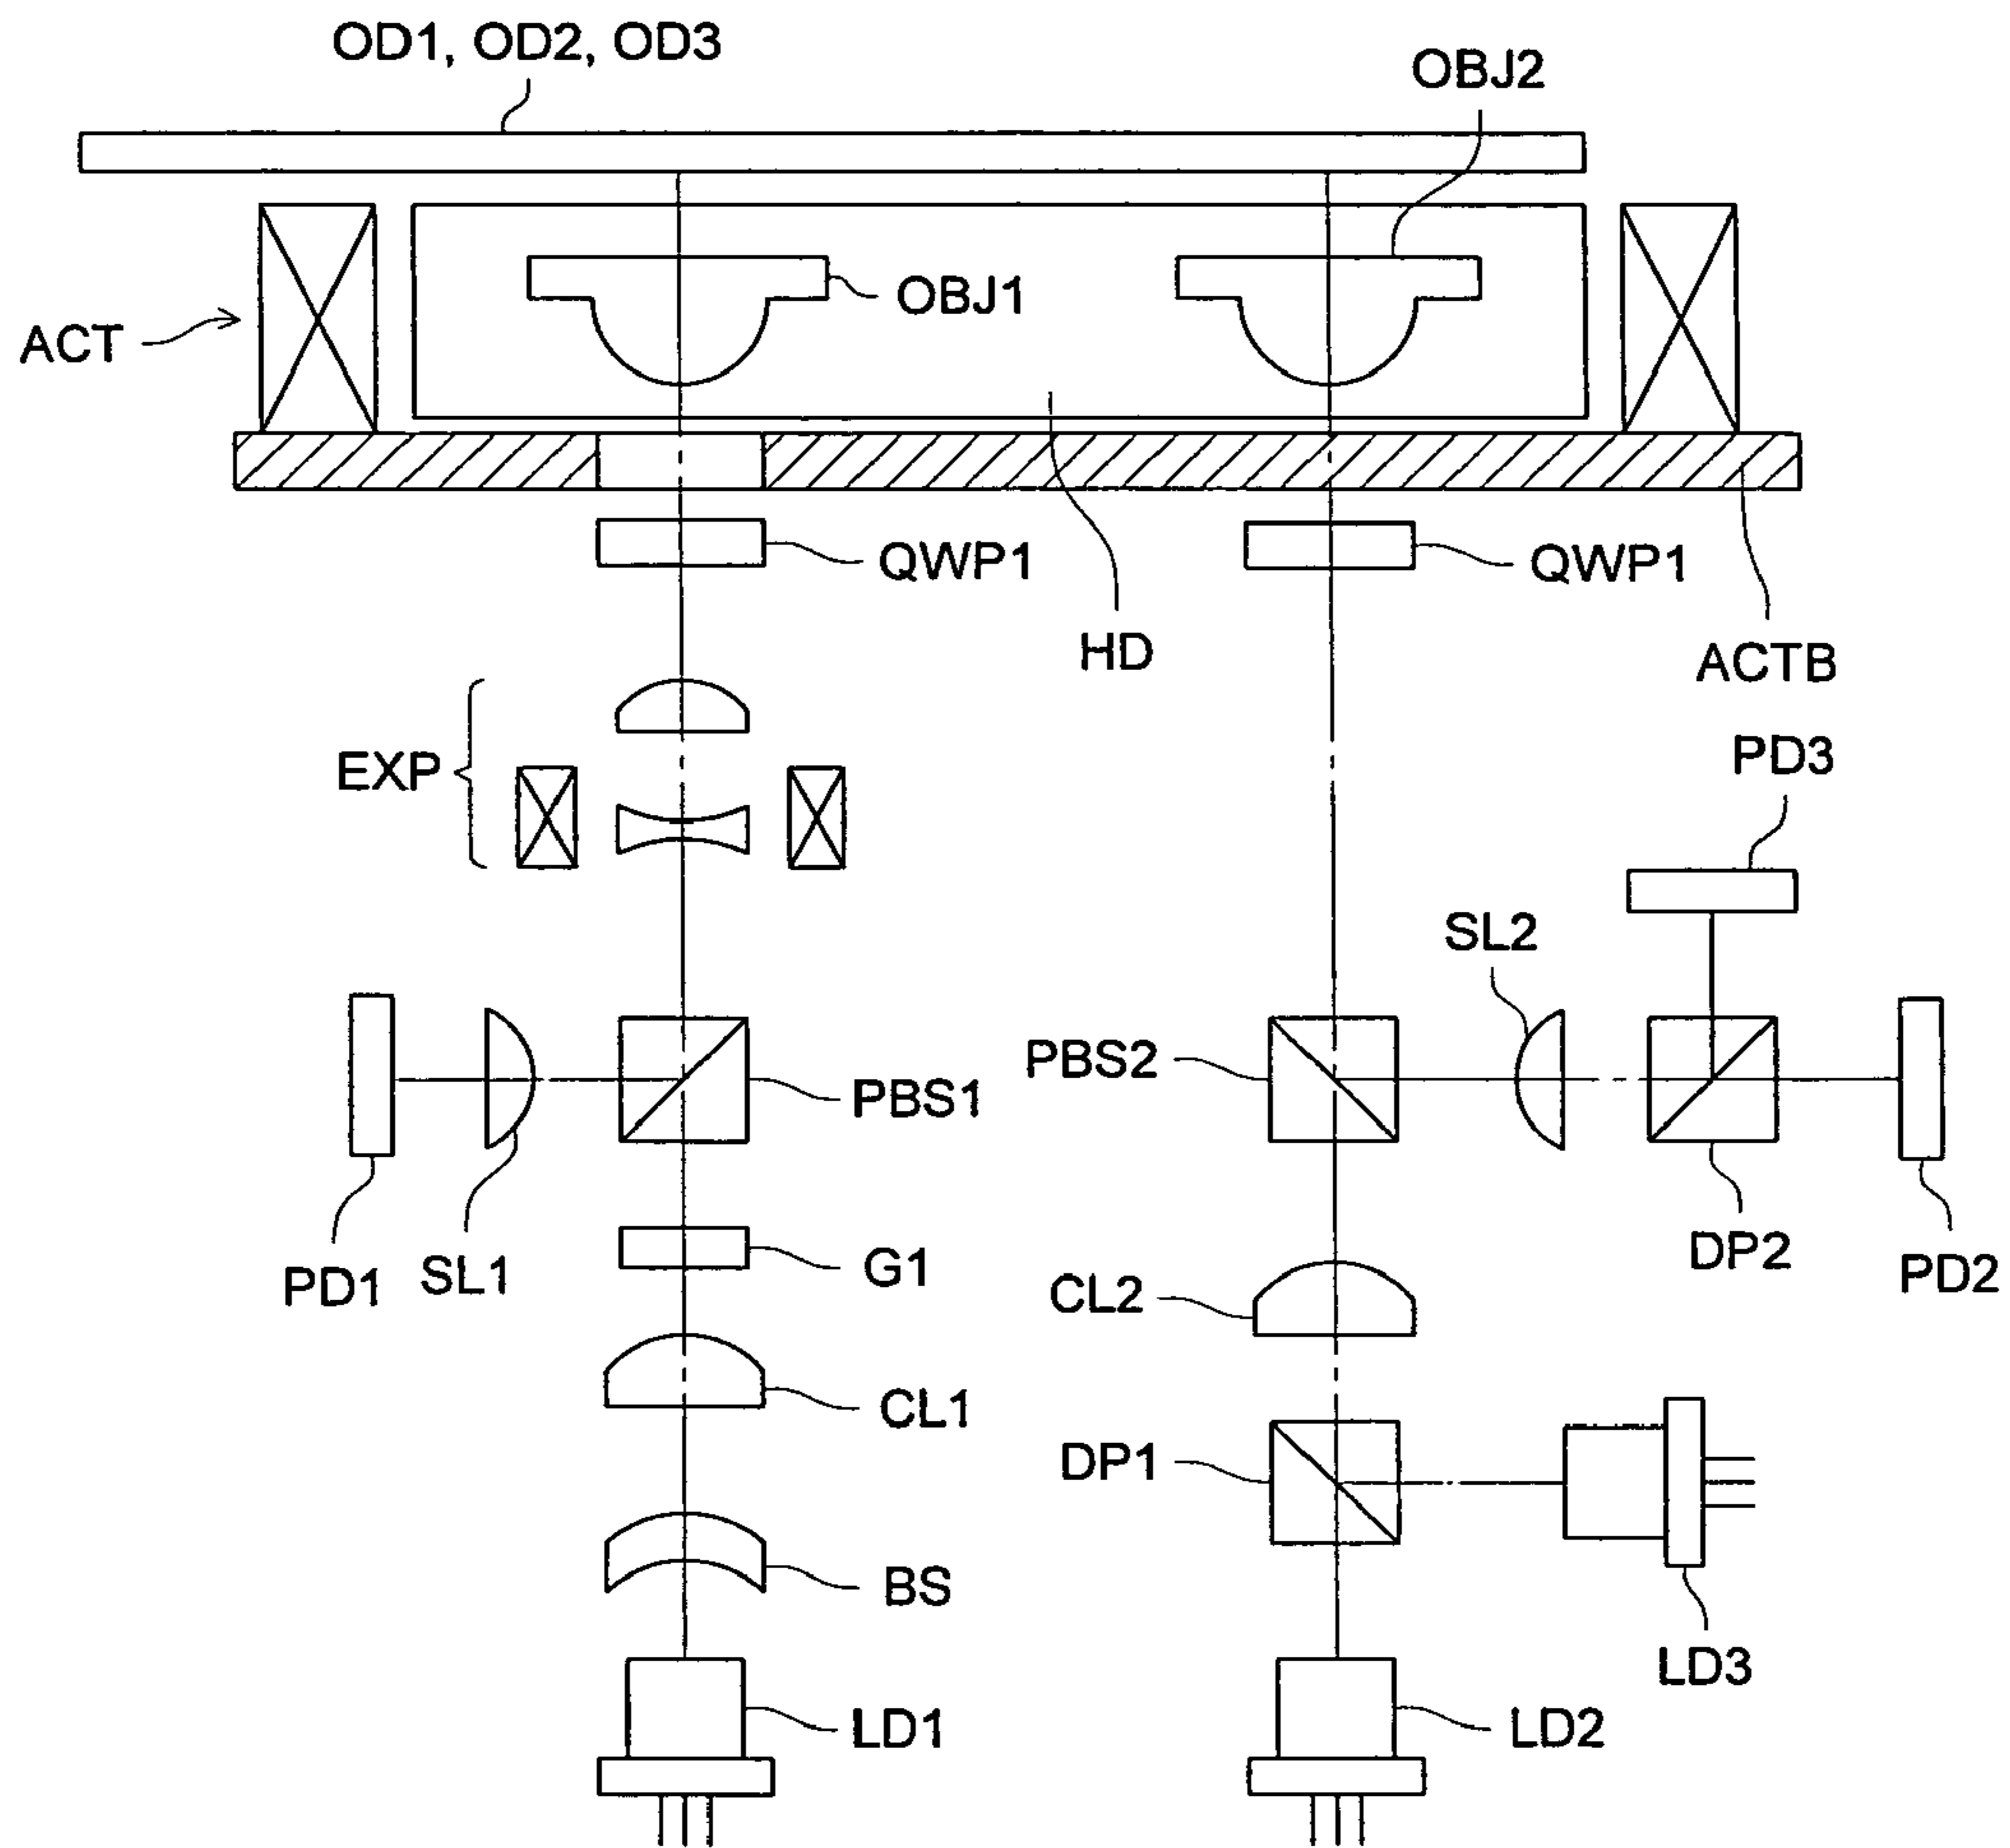 OD1, OD2, OD3
OBJ2
OBJ1
ACT
QWP1
QWP1
HD
ACTB
EXP
PD3
SL2
PBS1
PBS2
PD1
SL1
G1
DP2
PD2
CL2
CL1
DP1
BS
LD3
LD1
LD2